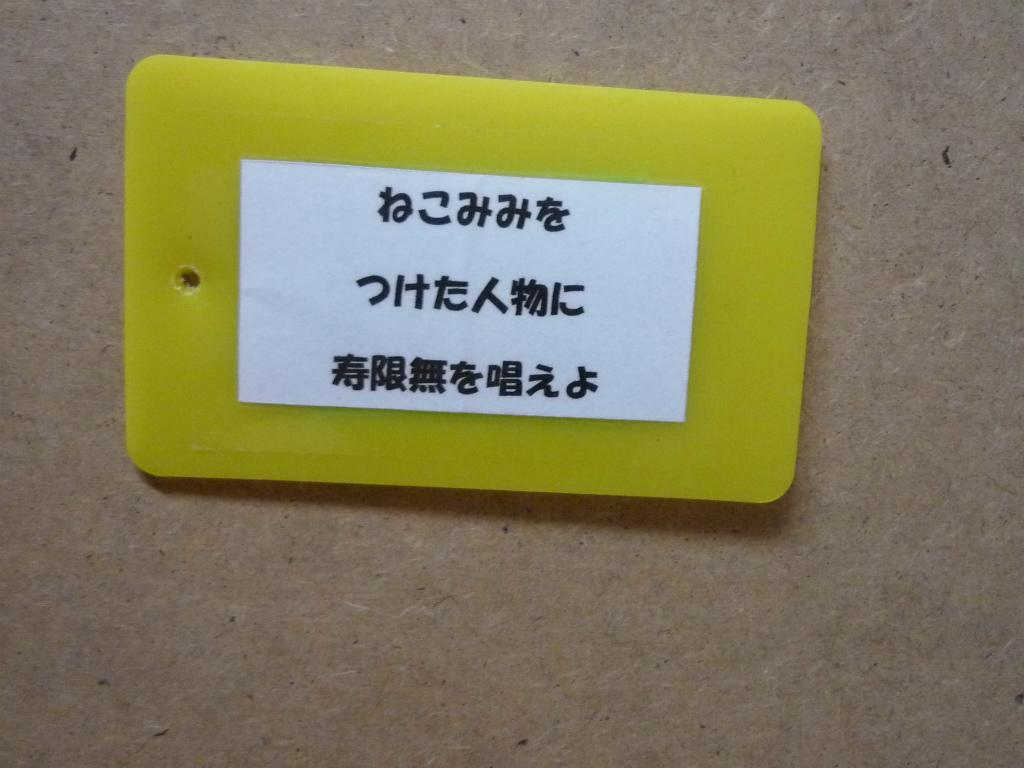 ねこみみを
つけた人物に
寿限無を唱えよ